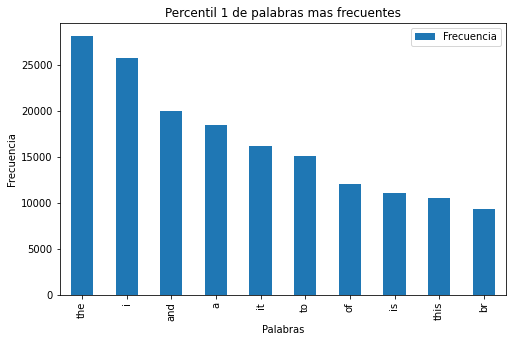 Percentil 1 de palabras mas frecuentes
Frecuencia
25000
20000
15000
10000
5000
0
Frecuencia
the
i
and
a
it
to
of
is
this
br
Palabras